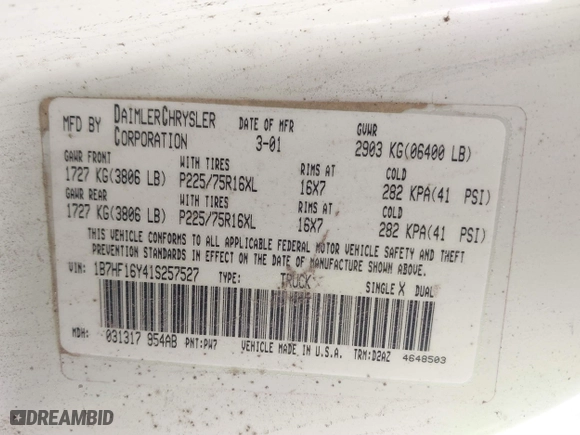 MFD BY DAIMLERCHRYSLER CORPORATION DATE OF MFR 3-01 GVWR 2903 KG(06400 LB)
GAWR FRONT WITH TIRES RIMS AT COLD
1727 KG(3806 LB) P225/75R16XL 16X7 282 KPA(41 PSI)
GAWR REAR WITH TIRES RIMS AT COLD
1727 KG(3806 LB) P225/75R16XL 16X7 282 KPA(41 PSI)
THIS VEHICLE CONFORMS TO ALL APPLICABLE FEDERAL MOTOR VEHICLE SAFETY AND THEFT
PREVENTION STANDARDS IN EFFECT ON THE DATE OF MANUFACTURE SHOWN ABOVE.
VIN: 1B7HF16Y41S257527 TYPE: TRUCK SINGLE X DUAL
MDH: 031317 854AB PNT:PW7 VEHICLE MADE IN U.S.A. TRM:D2AZ 4648503
DREAMBID